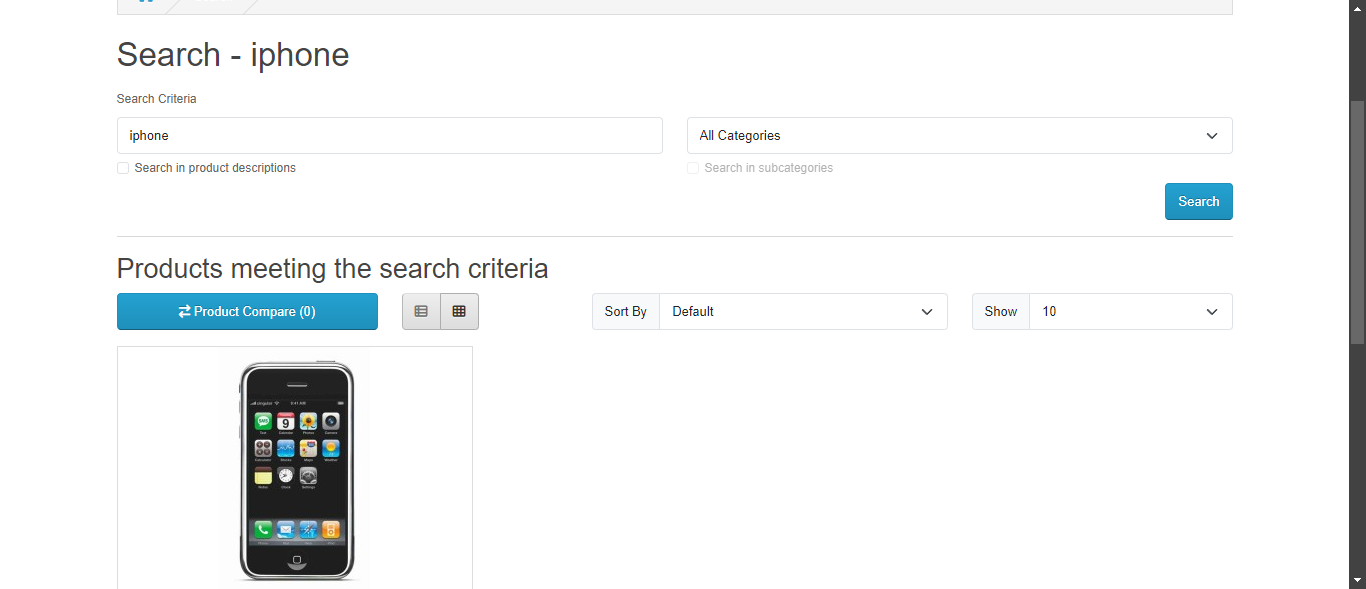 Search - iphone
Search Criteria
iphone
All Categories
Search in product descriptions
Search in subcategories
Search
Products meeting the search criteria
Product Compare (0)
Sort By
Default
Show
10
9